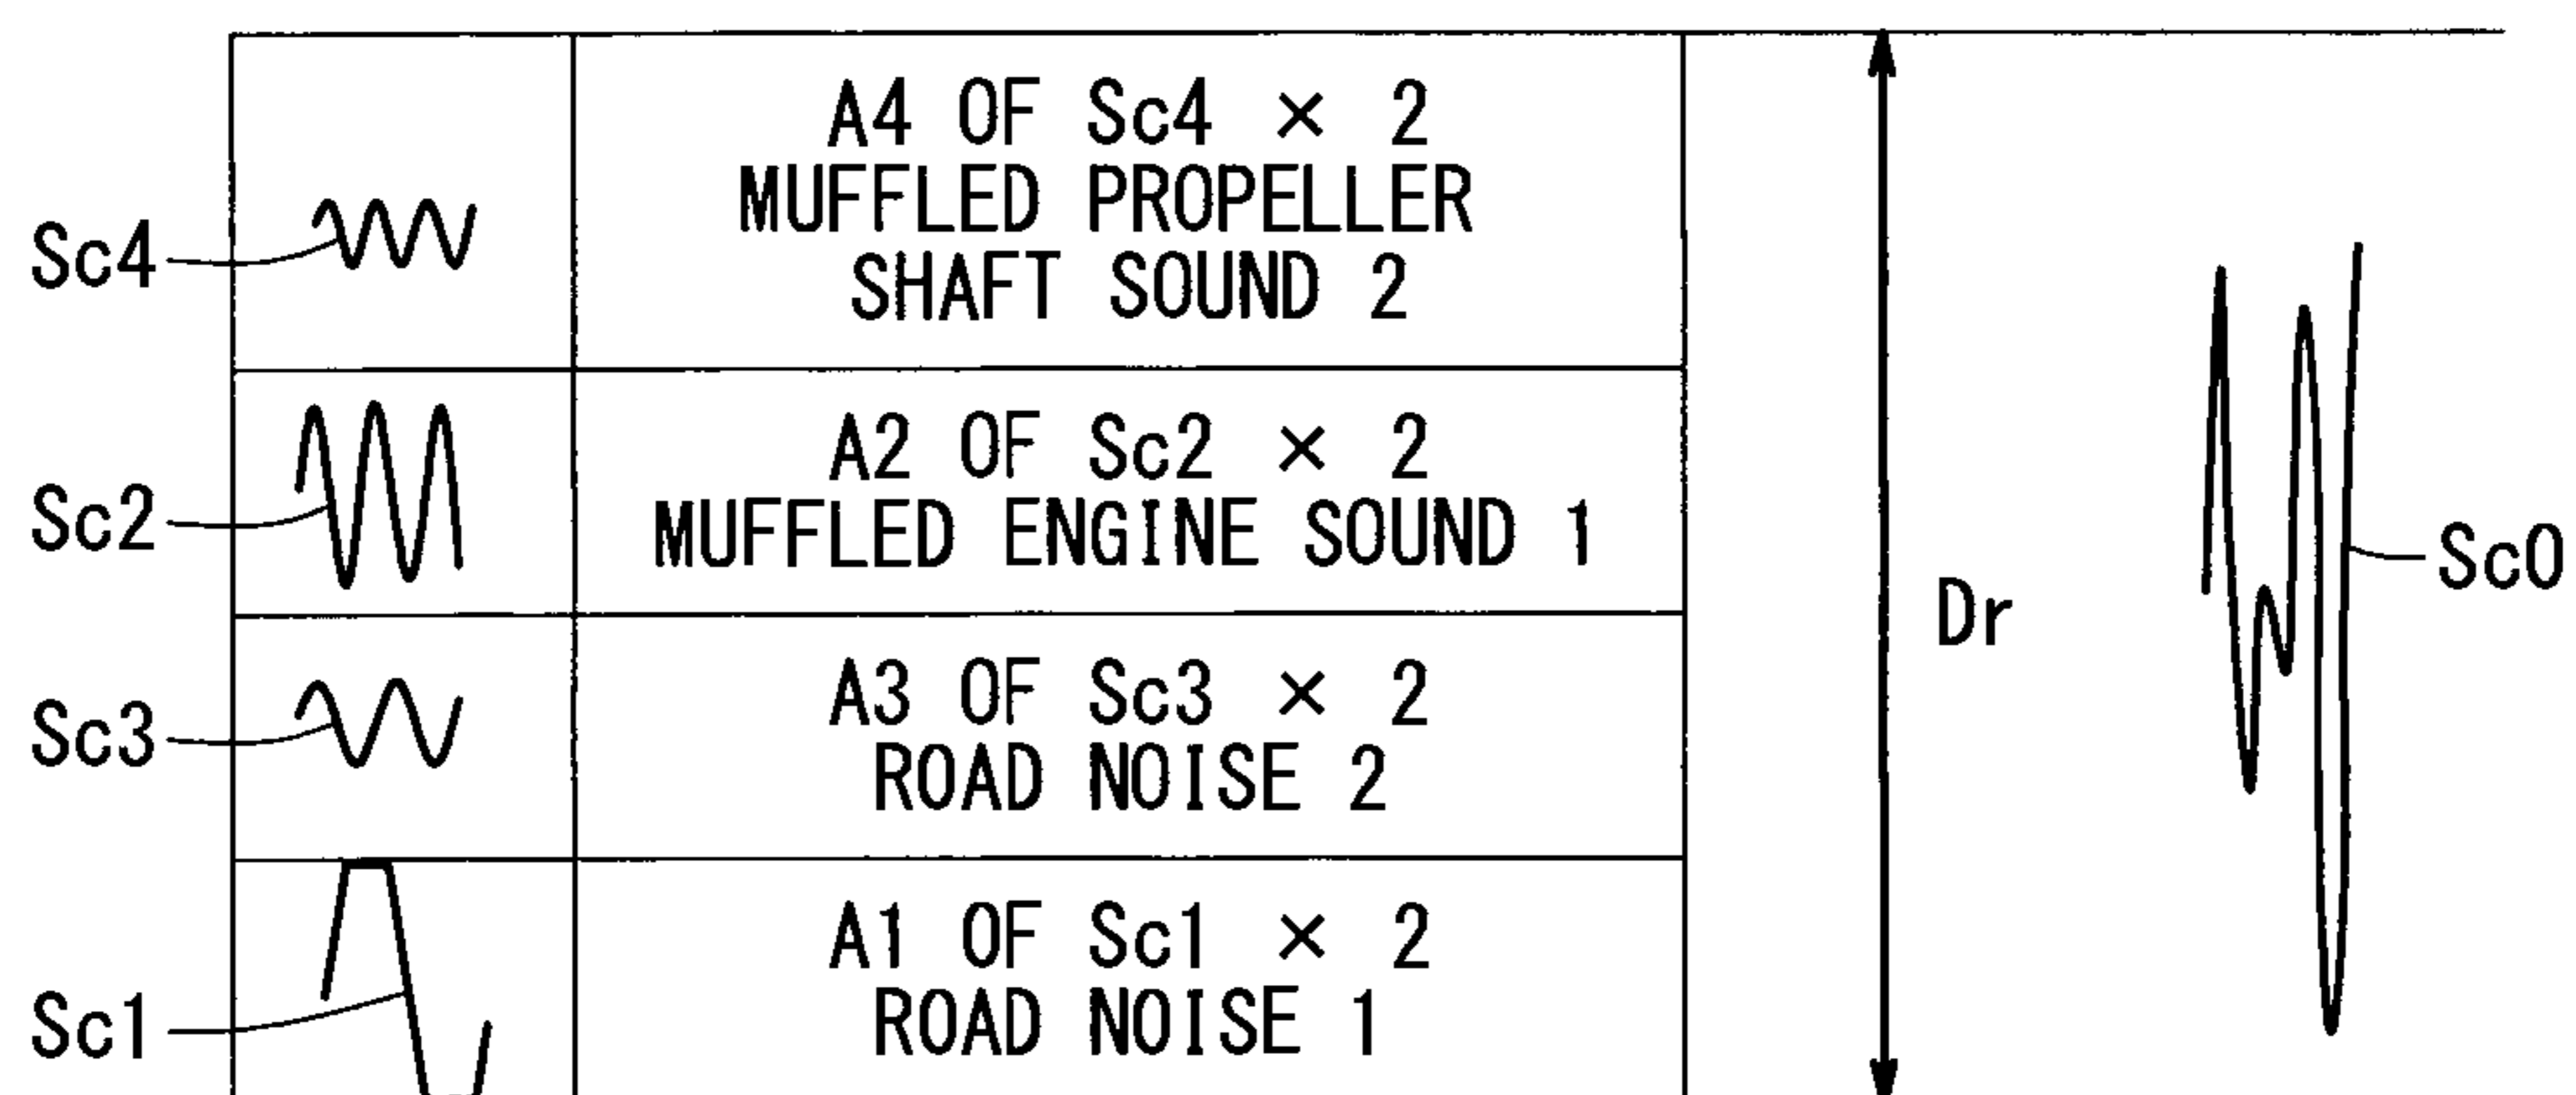 A4 OF Sc4 × 2
MUFFLED PROPELLER
SHAFT SOUND 2
Sc4
A2 OF Sc2 × 2
MUFFLED ENGINE SOUND 1
Sc2
Sc0
Dr
A3 OF Sc3 × 2
ROAD NOISE 2
Sc3
A1 OF Sc1 × 2
ROAD NOISE 1
Sc1